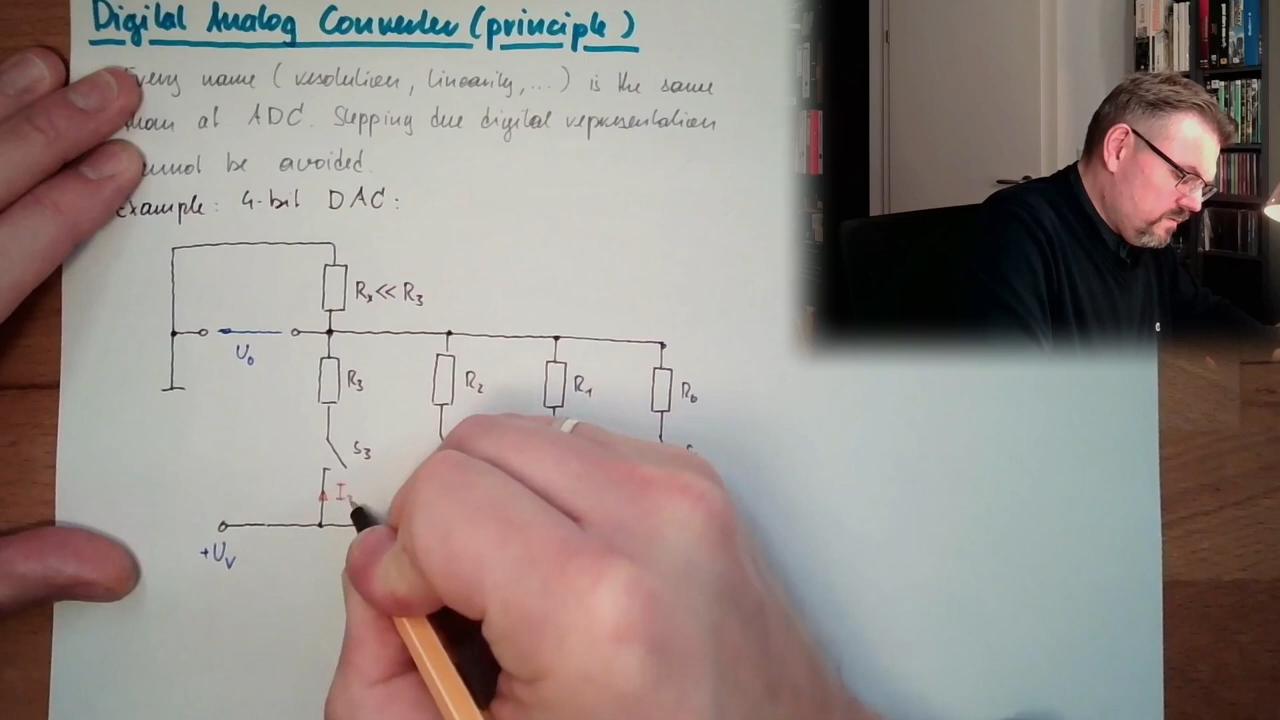 Digital Analog Converter (principle)
Every name (resolution, linearity, ...) is the same
at ADC. Stepping due digital representation
be avoided.
Example: 4-bit DAC:
Rx << R3
U0
R3 R2 R1 R0
S3
I3
+UV